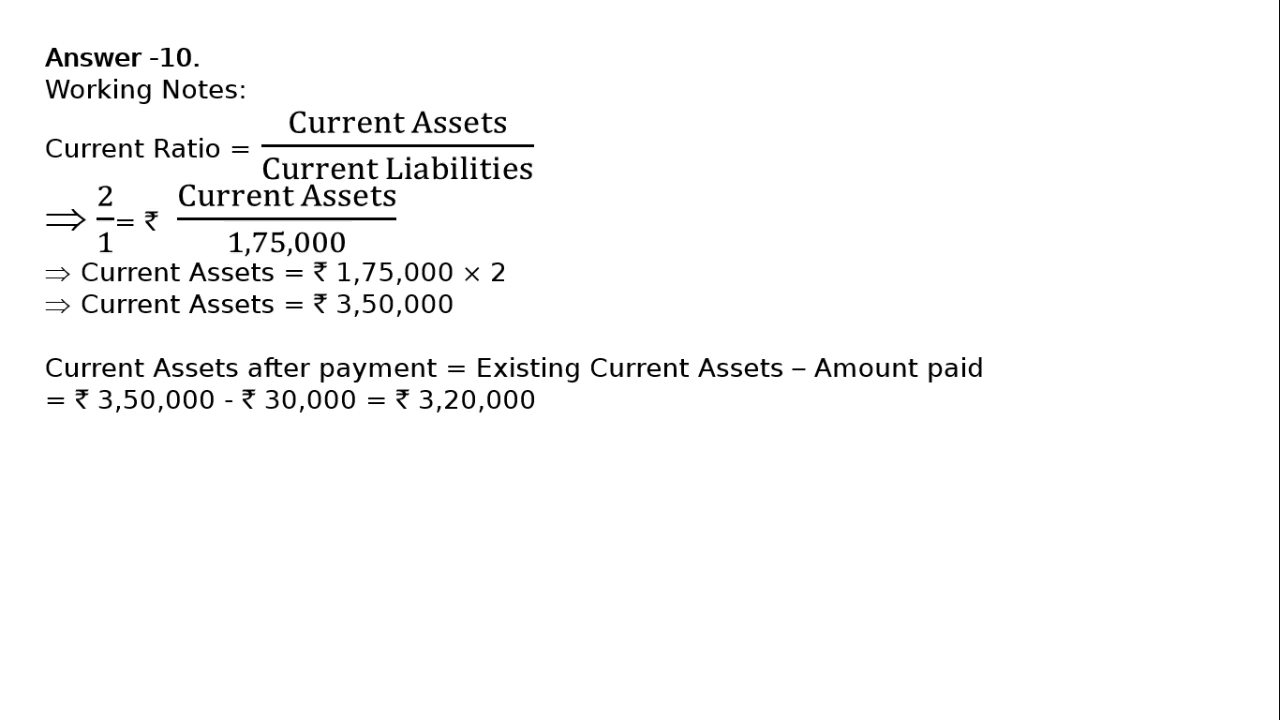 Answer -10.
Working Notes:
Current Ratio = Current Assets / Current Liabilities
⇒ 2/1 = ₹ Current Assets / 1,75,000
⇒ Current Assets = ₹ 1,75,000 × 2
⇒ Current Assets = ₹ 3,50,000
Current Assets after payment = Existing Current Assets – Amount paid
= ₹ 3,50,000 - ₹ 30,000 = ₹ 3,20,000